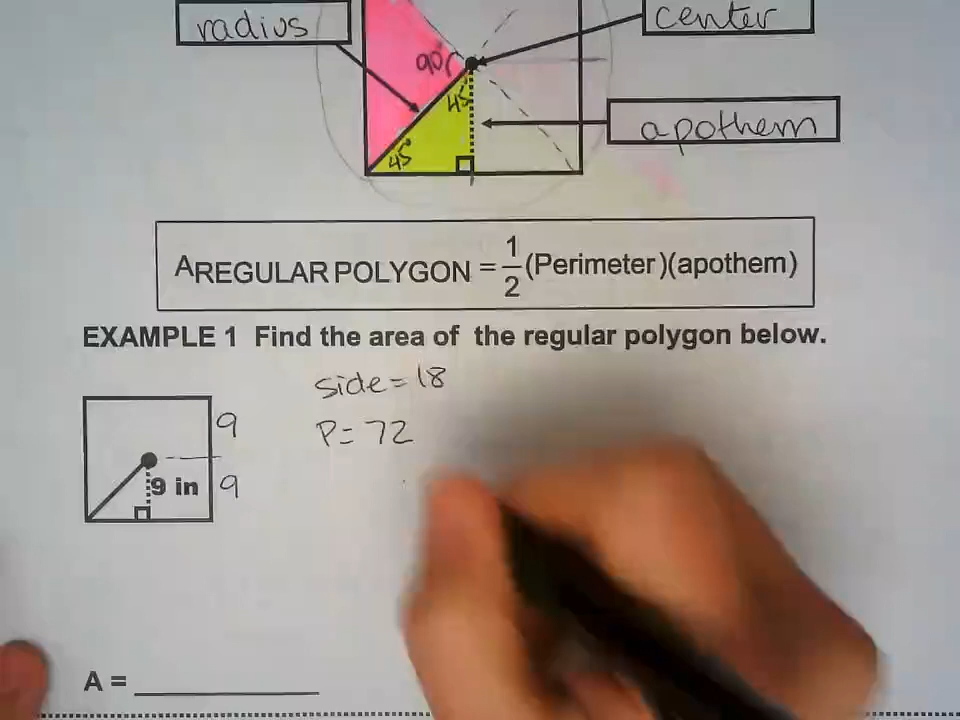 radius
center
90°
45°
apothem
45°
AREGULAR POLYGON = 1/2 (Perimeter)(apothem)
EXAMPLE 1 Find the area of the regular polygon below.
side = 18
9
P = 72
9 in
9
A =